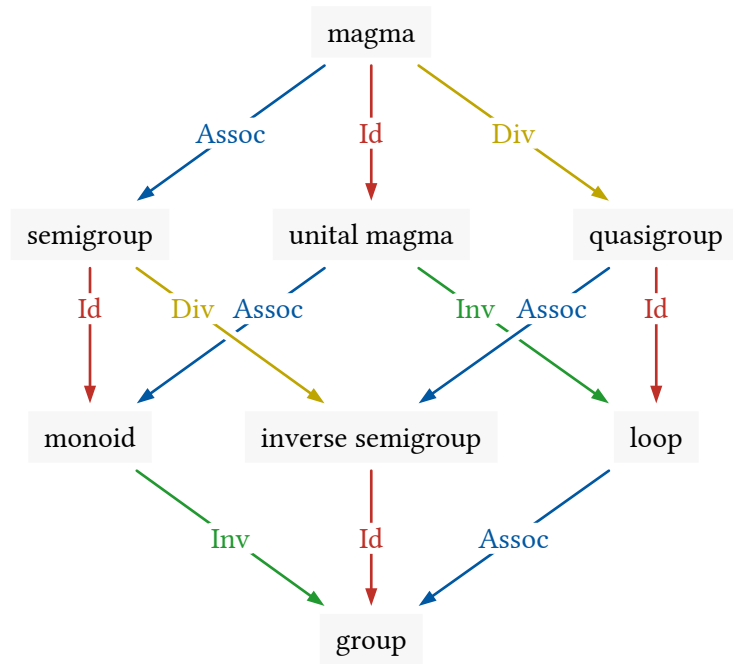 magma
Assoc Id Div
semigroup unital magma quasigroup
Id Div Assoc Inv Assoc Id
monoid inverse semigroup loop
Inv Id Assoc
group